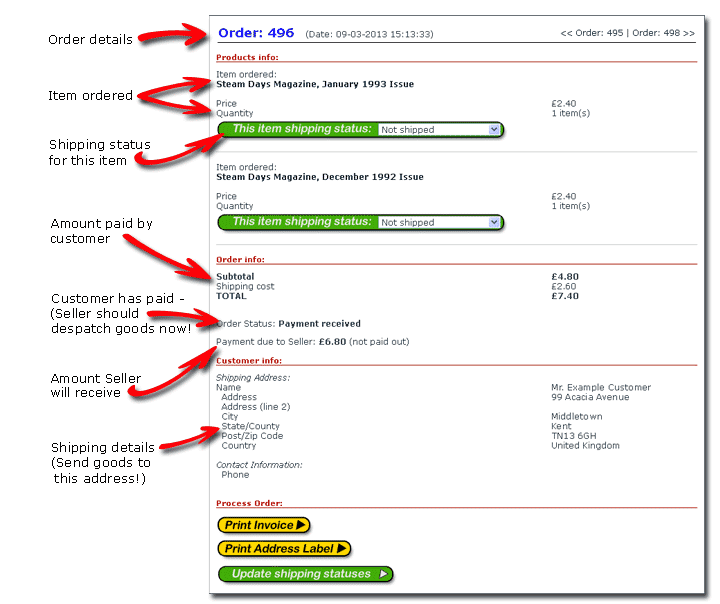 Order details
Order: 496 (Date: 09-03-2013 15:13:33) << Order: 495 | Order: 498 >>
Products info:
Item ordered
Item ordered:
Steam Days Magazine, January 1993 Issue
Price £2.40
Quantity 1 item(s)
Shipping status
for this item
This item shipping status: Not shipped
Item ordered:
Steam Days Magazine, December 1992 Issue
Price £2.40
Quantity 1 item(s)
This item shipping status: Not shipped
Amount paid by
customer
Order info:
Subtotal £4.80
Shipping cost £2.60
TOTAL £7.40
Customer has paid -
(Seller should
despatch goods now!
Order Status: Payment received
Payment due to Seller: £6.80 (not paid out)
Amount Seller
will receive
Customer info:
Shipping Address:
Name Mr. Example Customer
Address 99 Acacia Avenue
Address (line 2)
City Middletown
State/County Kent
Post/Zip Code TN13 6GH
Country United Kingdom
Shipping details
(Send goods to
this address!)
Contact Information:
Phone
Process Order:
Print Invoice
Print Address Label
Update shipping statuses